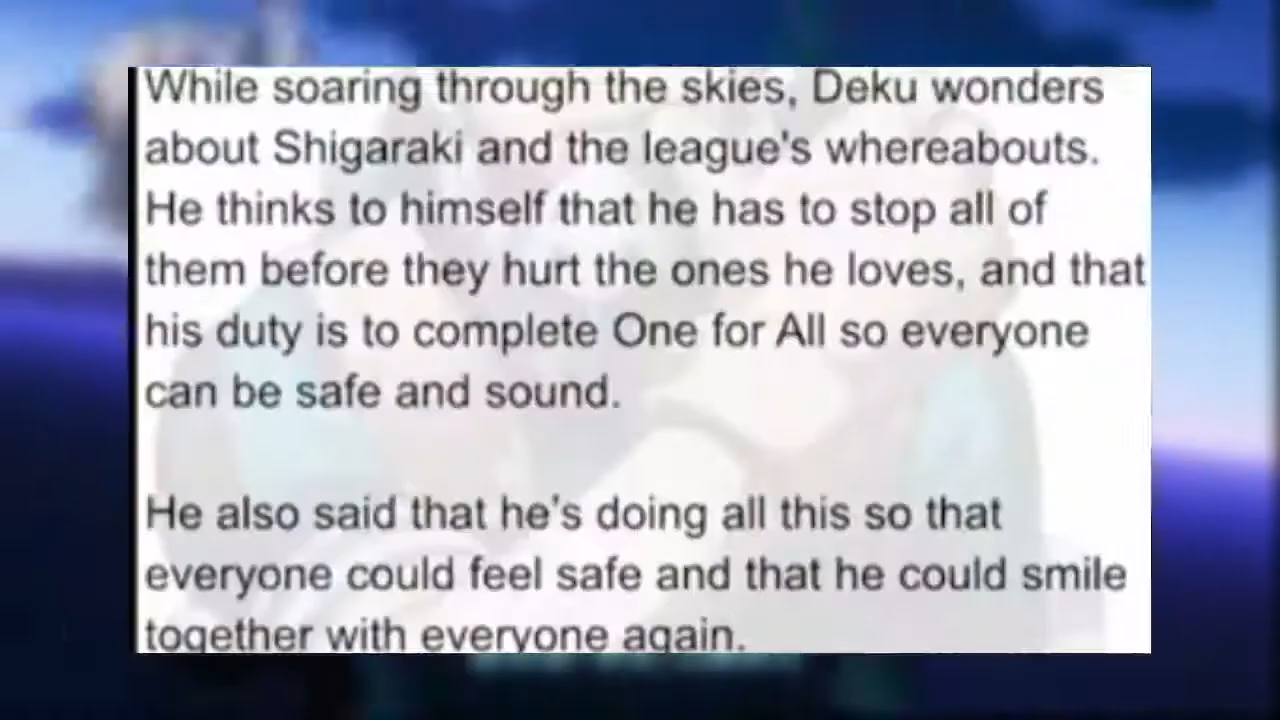 While soaring through the skies, Deku wonders
about Shigaraki and the league's whereabouts.
He thinks to himself that he has to stop all of
them before they hurt the ones he loves, and that
his duty is to complete One for All so everyone
can be safe and sound.
He also said that he's doing all this so that
everyone could feel safe and that he could smile
together with everyone again.